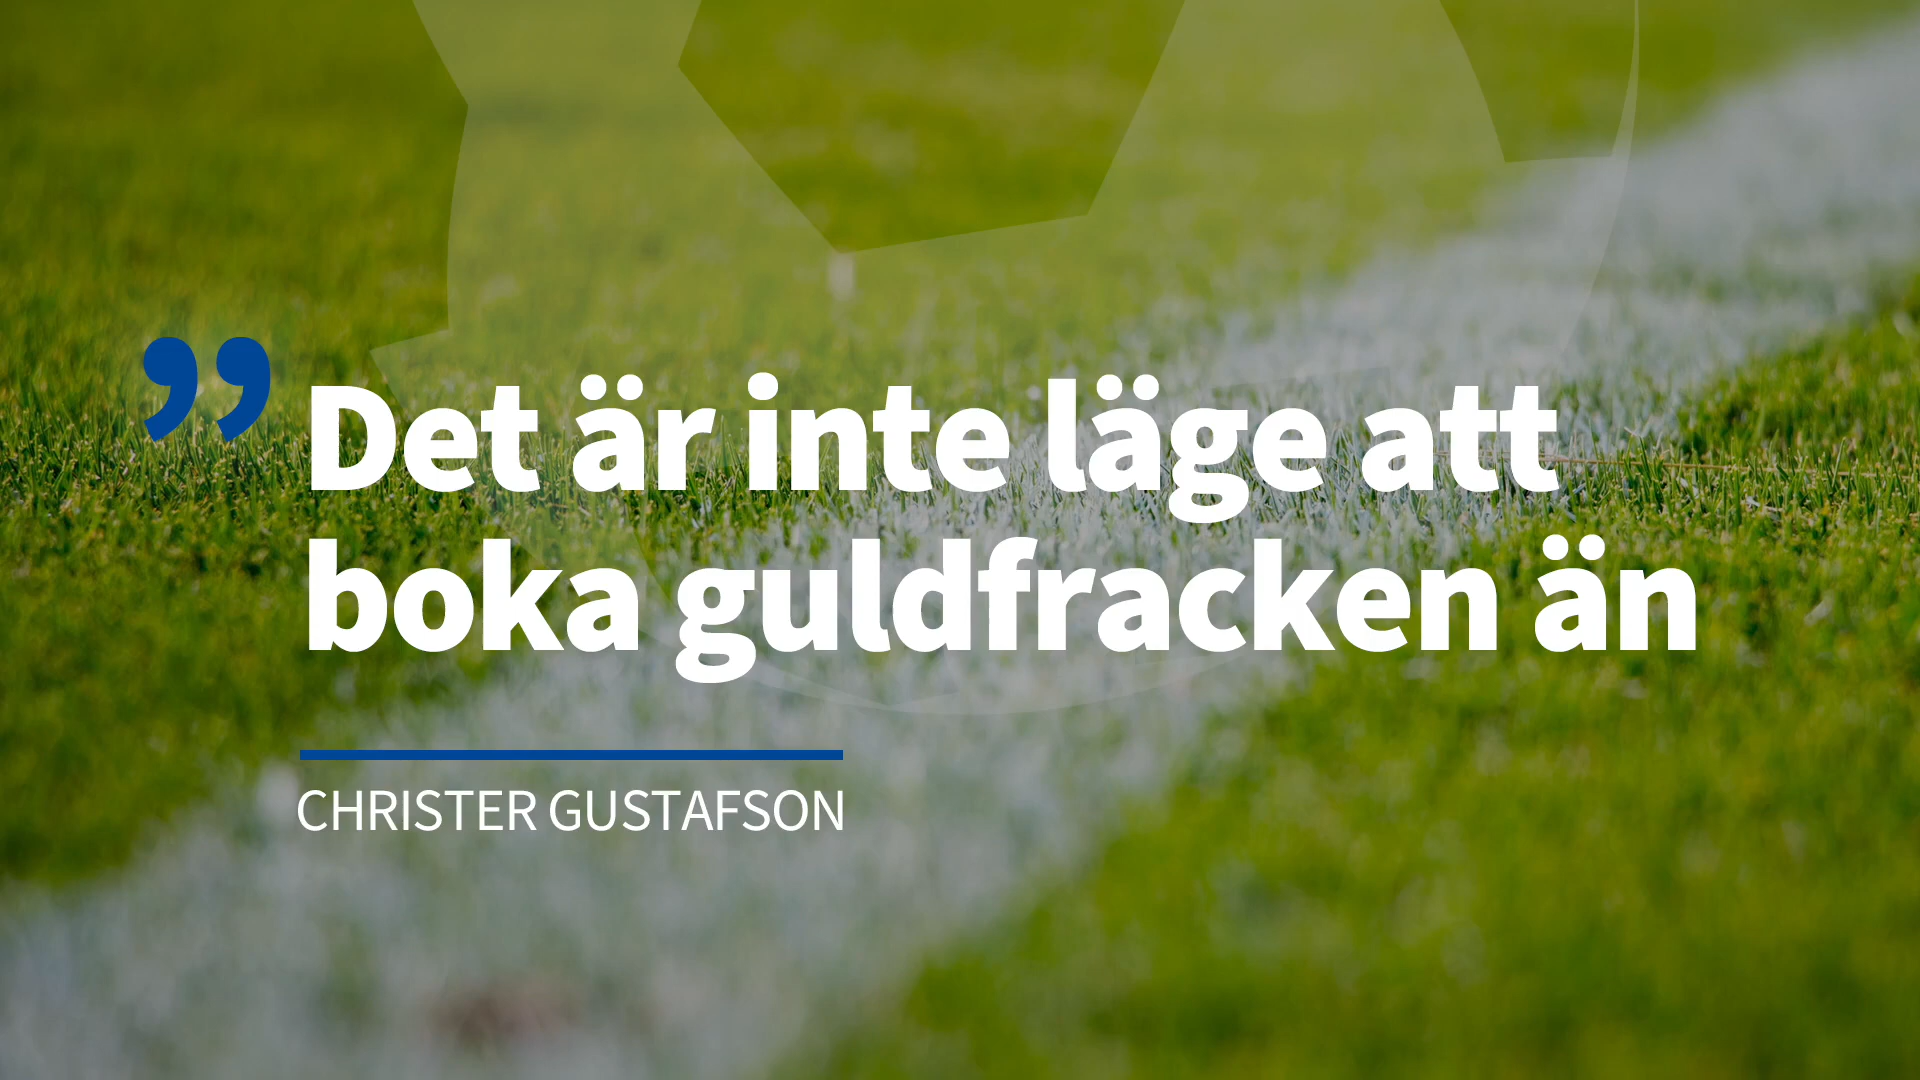 ”
Det är inte läge att
boka guldfracken än
CHRISTER GUSTAFSON